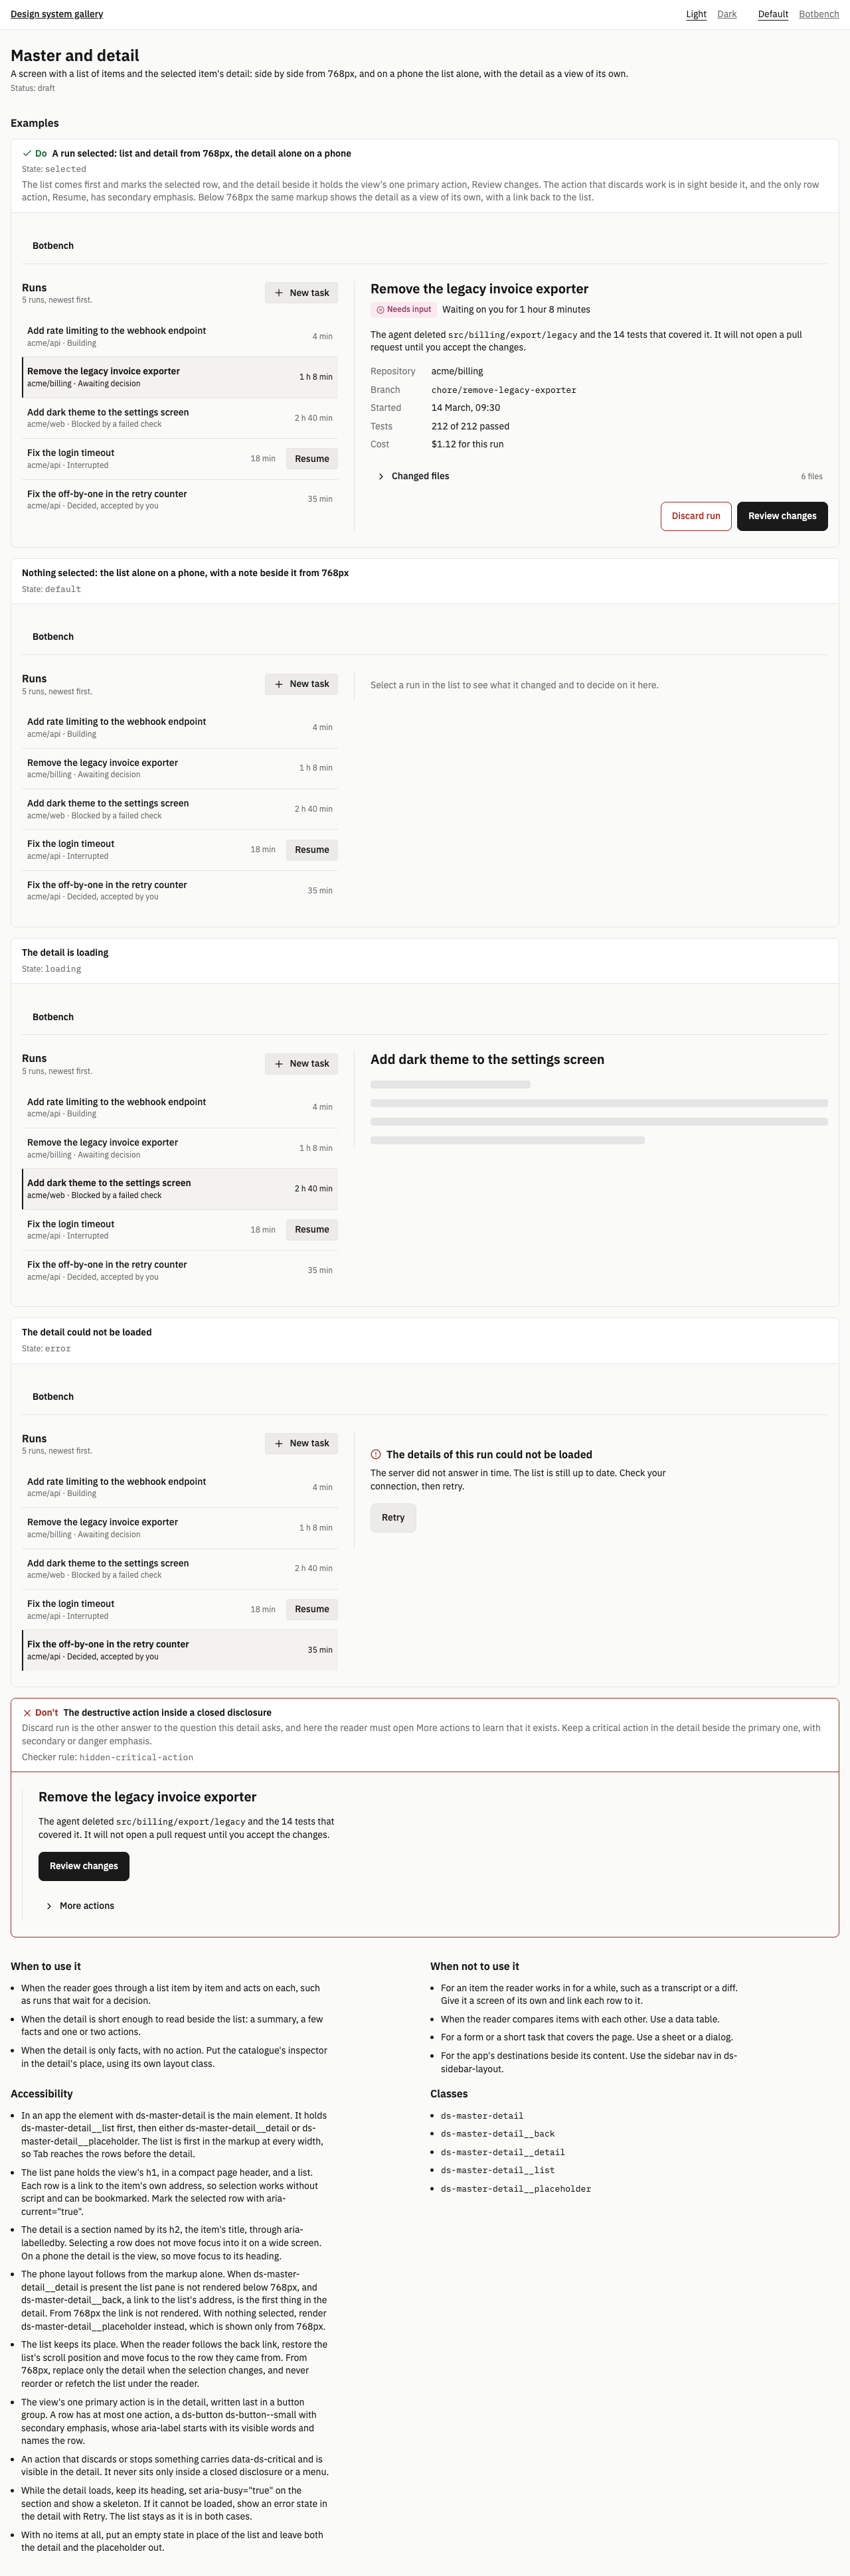 Design system gallery
Light Dark Default Botbench
Master and detail
A screen with a list of items and the selected item's detail: side by side from 768px, and on a phone the list alone, with the detail as a view of its own.
Status: draft
Examples
Do A run selected: list and detail from 768px, the detail alone on a phone
State: selected
The list comes first and marks the selected row, and the detail beside it holds the view's one primary action, Review changes. The action that discards work is in sight beside it, and the only row
action, Resume, has secondary emphasis. Below 768px the same markup shows the detail as a view of its own, with a link back to the list.
Botbench
Runs
5 runs, newest first.
New task
Add rate limiting to the webhook endpoint
acme/api · Building
4 min
Remove the legacy invoice exporter
acme/billing · Awaiting decision
1 h 8 min
Add dark theme to the settings screen
acme/web · Blocked by a failed check
2 h 40 min
Fix the login timeout
acme/api · Interrupted
18 min
Resume
Fix the off-by-one in the retry counter
acme/api · Decided, accepted by you
35 min
Remove the legacy invoice exporter
Needs input Waiting on you for 1 hour 8 minutes
The agent deleted src/billing/export/legacy and the 14 tests that covered it. It will not open a pull
request until you accept the changes.
Repository acme/billing
Branch chore/remove-legacy-exporter
Started 14 March, 09:30
Tests 212 of 212 passed
Cost $1.12 for this run
Changed files 6 files
Discard run Review changes
Nothing selected: the list alone on a phone, with a note beside it from 768px
State: default
Botbench
Runs
5 runs, newest first.
New task
Add rate limiting to the webhook endpoint
acme/api · Building
4 min
Remove the legacy invoice exporter
acme/billing · Awaiting decision
1 h 8 min
Add dark theme to the settings screen
acme/web · Blocked by a failed check
2 h 40 min
Fix the login timeout
acme/api · Interrupted
18 min
Resume
Fix the off-by-one in the retry counter
acme/api · Decided, accepted by you
35 min
Select a run in the list to see what it changed and to decide on it here.
The detail is loading
State: loading
Botbench
Runs
5 runs, newest first.
New task
Add rate limiting to the webhook endpoint
acme/api · Building
4 min
Remove the legacy invoice exporter
acme/billing · Awaiting decision
1 h 8 min
Add dark theme to the settings screen
acme/web · Blocked by a failed check
2 h 40 min
Fix the login timeout
acme/api · Interrupted
18 min
Resume
Fix the off-by-one in the retry counter
acme/api · Decided, accepted by you
35 min
Add dark theme to the settings screen
The detail could not be loaded
State: error
Botbench
Runs
5 runs, newest first.
New task
Add rate limiting to the webhook endpoint
acme/api · Building
4 min
Remove the legacy invoice exporter
acme/billing · Awaiting decision
1 h 8 min
Add dark theme to the settings screen
acme/web · Blocked by a failed check
2 h 40 min
Fix the login timeout
acme/api · Interrupted
18 min
Resume
Fix the off-by-one in the retry counter
acme/api · Decided, accepted by you
35 min
The details of this run could not be loaded
The server did not answer in time. The list is still up to date. Check your
connection, then retry.
Retry
Don't The destructive action inside a closed disclosure
Discard run is the other answer to the question this detail asks, and here the reader must open More actions to learn that it exists. Keep a critical action in the detail beside the primary one, with
secondary or danger emphasis.
Checker rule: hidden-critical-action
Remove the legacy invoice exporter
The agent deleted src/billing/export/legacy and the 14 tests that
covered it. It will not open a pull request until you accept the changes.
Review changes
More actions
When to use it
When the reader goes through a list item by item and acts on each, such
as runs that wait for a decision.
When the detail is short enough to read beside the list: a summary, a few
facts and one or two actions.
When the detail is only facts, with no action. Put the catalogue's inspector
in the detail's place, using its own layout class.
When not to use it
For an item the reader works in for a while, such as a transcript or a diff.
Give it a screen of its own and link each row to it.
When the reader compares items with each other. Use a data table.
For a form or a short task that covers the page. Use a sheet or a dialog.
For the app's destinations beside its content. Use the sidebar nav in ds-
sidebar-layout.
Accessibility
In an app the element with ds-master-detail is the main element. It holds
ds-master-detail__list first, then either ds-master-detail__detail or ds-
master-detail__placeholder. The list is first in the markup at every width,
so Tab reaches the rows before the detail.
The list pane holds the view's h1, in a compact page header, and a list.
Each row is a link to the item's own address, so selection works without
script and can be bookmarked. Mark the selected row with aria-
current="true".
The detail is a section named by its h2, the item's title, through aria-
labelledby. Selecting a row does not move focus into it on a wide screen.
On a phone the detail is the view, so move focus to its heading.
The phone layout follows from the markup alone. When ds-master-
detail__detail is present the list pane is not rendered below 768px, and
ds-master-detail__back, a link to the list's address, is the first thing in the
detail. From 768px the link is not rendered. With nothing selected, render
ds-master-detail__placeholder instead, which is shown only from 768px.
The list keeps its place. When the reader follows the back link, restore the
list's scroll position and move focus to the row they came from. From
768px, replace only the detail when the selection changes, and never
reorder or refetch the list under the reader.
The view's one primary action is in the detail, written last in a button
group. A row has at most one action, a ds-button ds-button--small with
secondary emphasis, whose aria-label starts with its visible words and
names the row.
An action that discards or stops something carries data-ds-critical and is
visible in the detail. It never sits only inside a closed disclosure or a menu.
While the detail loads, keep its heading, set aria-busy="true" on the
section and show a skeleton. If it cannot be loaded, show an error state in
the detail with Retry. The list stays as it is in both cases.
With no items at all, put an empty state in place of the list and leave both
the detail and the placeholder out.
Classes
ds-master-detail
ds-master-detail__back
ds-master-detail__detail
ds-master-detail__list
ds-master-detail__placeholder